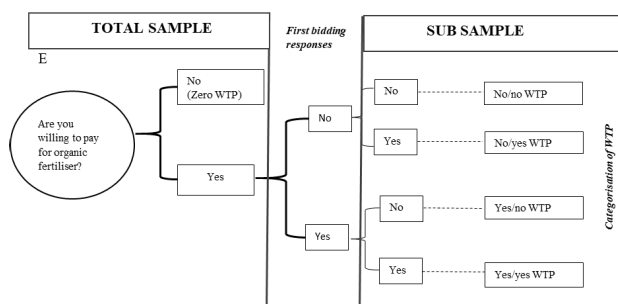 TOTAL SAMPLE
First bidding
responses
SUB SAMPLE
E
Are you
willing to pay
for organic
fertiliser?
No
(Zero WTP)
Yes
No
Yes
No
No/no WTP
Yes
No/yes WTP
No
Yes/no WTP
Yes
Yes/yes WTP
Categorisation of WTP